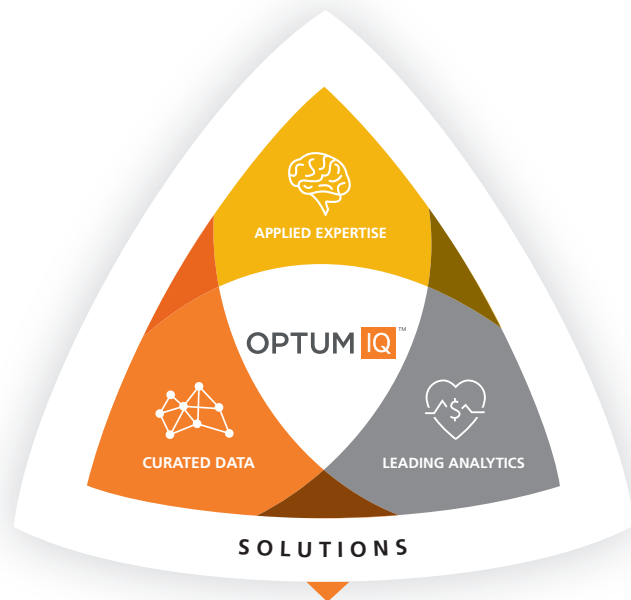 APPLIED EXPERTISE
OPTUM IQ™
CURATED DATA
LEADING ANALYTICS
SOLUTIONS